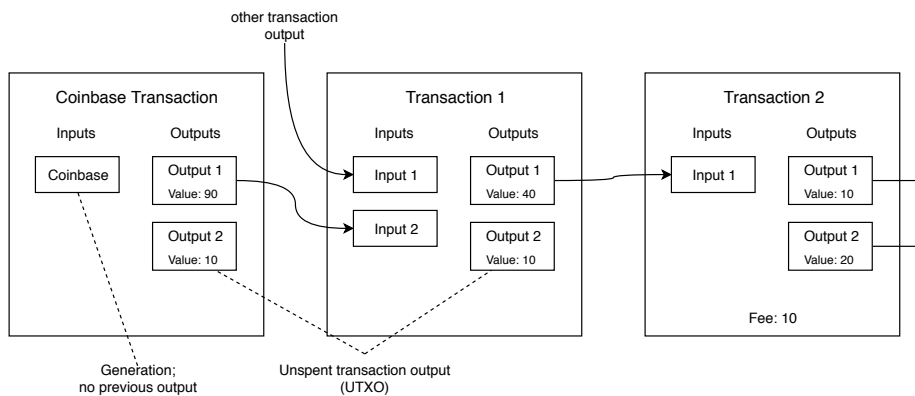 other transaction
output
Coinbase Transaction
Inputs
Outputs
Coinbase
Output 1
Value: 90
Output 2
Value: 10
Transaction 1
Inputs
Outputs
Input 1
Input 2
Output 1
Value: 40
Output 2
Value: 10
Transaction 2
Inputs
Outputs
Input 1
Output 1
Value: 10
Output 2
Value: 20
Fee: 10
Generation;
no previous output
Unspent transaction output
(UTXO)